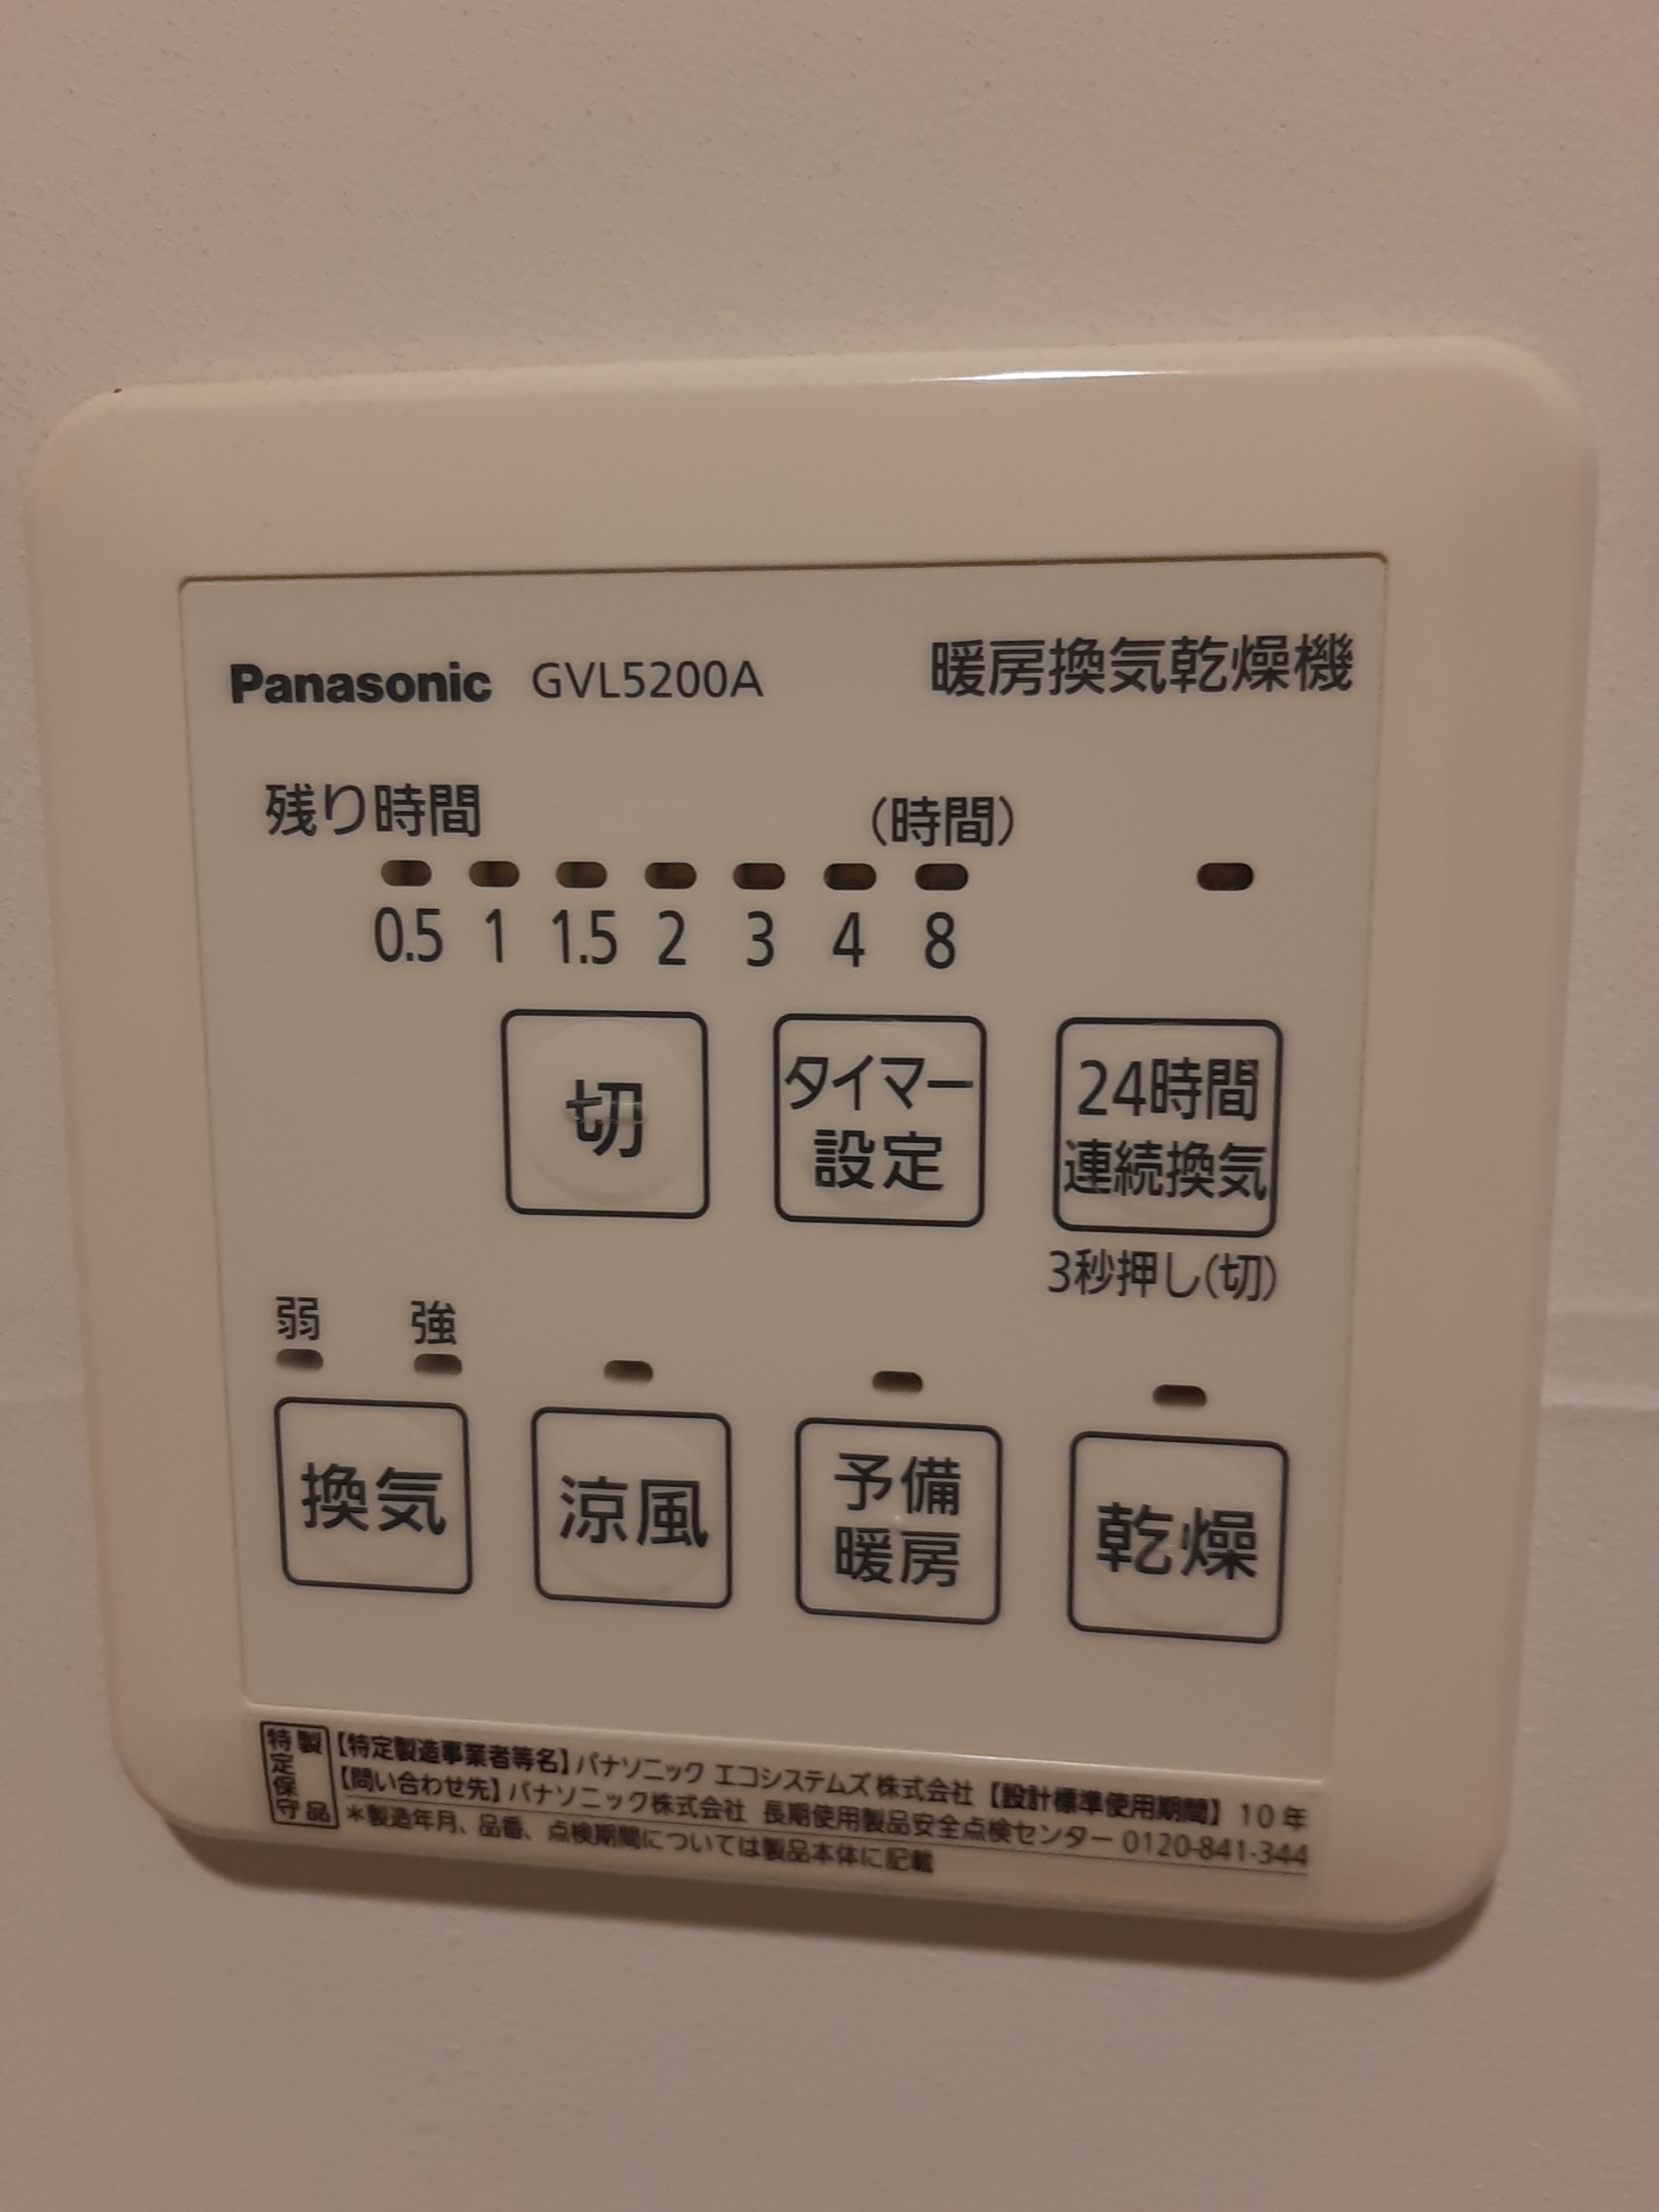 Panasonic GVL5200A 暖房換気乾燥機
残り時間 (時間)
0.5 1 1.5 2 3 4 8
切
タイマー
設定
24時間
連続換気
3秒押し(切)
弱 強
換気
涼風
予備
暖房
乾燥
特定保守製品
【特定製造事業者等名】パナソニック エコシステムズ株式会社 【設計標準使用期間】 10年
【問い合わせ先】パナソニック株式会社 長期使用製品安全点検センター 0120-841-344
*製造年月、品番、点検期間については製品本体に記載